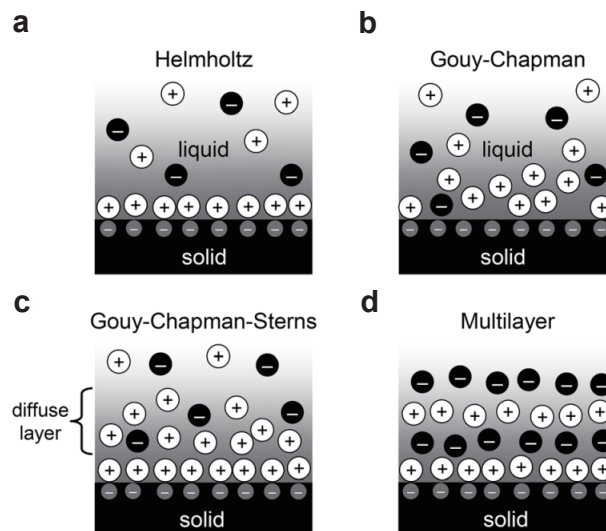 a
Helmholtz
liquid
solid
b
Gouy-Chapman
liquid
solid
c
Gouy-Chapman-Sterns
diffuse
layer
solid
d
Multilayer
solid